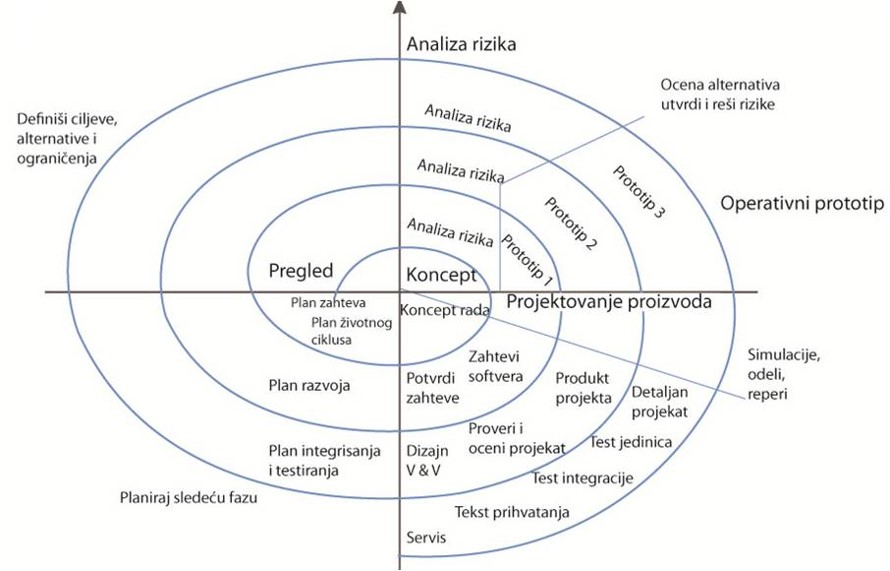 Analiza rizika
Definiši ciljeve,
alternative i
ograničenja
Ocena alternativa
utvrdi i reši rizike
Analiza rizika
Analiza rizika
Analiza rizika
Prototip 1
Prototip 2
Prototip 3
Operativni prototip
Pregled
Koncept
Plan zahteva
Plan životnog
ciklusa
Koncept rada
Projektovanje proizvoda
Simulacije,
odeli,
reperi
Plan razvoja
Potvrdi
zahteve
Zahtevi
softvera
Produkt
projekta
Detaljan
projekat
Plan integrisanja
i testiranja
Dizajn
V & V
Proveri i
oceni projekat
Test jedinica
Test integracije
Planiraj sledeću fazu
Tekst prihvatanja
Servis